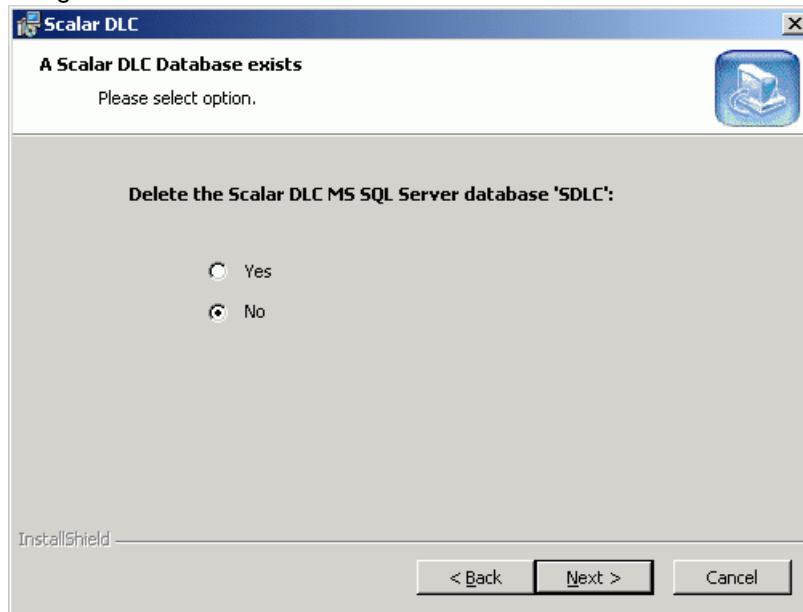 Scalar DLC
A Scalar DLC Database exists
Please select option.
Delete the Scalar DLC MS SQL Server database 'SDLC':
Yes
No
InstallShield
< Back Next > Cancel